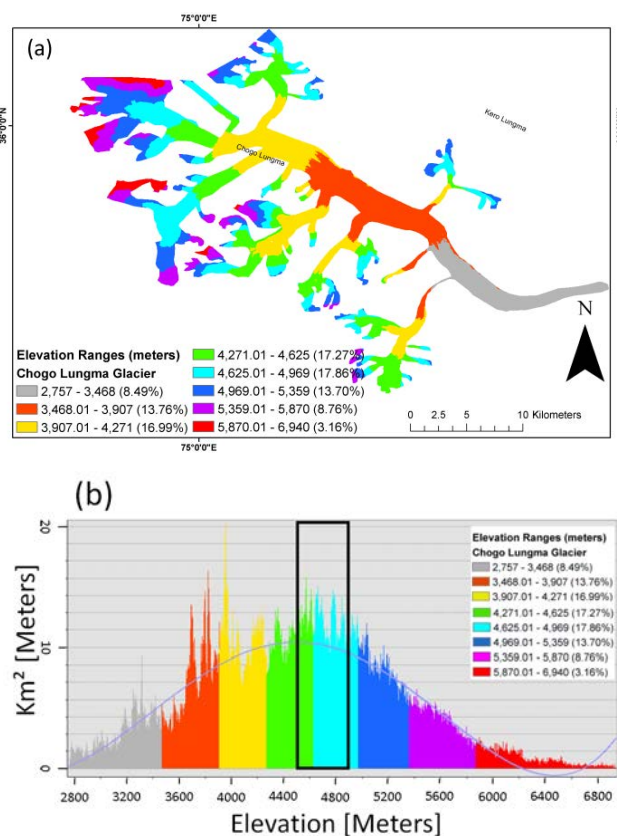 75°0'0"E
(a)
36°0'0"N
Kero Lungma
Chogo Lungma
N
Elevation Ranges (meters)
Chogo Lungma Glacier
2,757 - 3,468 (8.49%)
3,468.01 - 3,907 (13.76%)
3,907.01 - 4,271 (16.99%)
4,271.01 - 4,625 (17.27%)
4,625.01 - 4,969 (17.86%)
4,969.01 - 5,359 (13.70%)
5,359.01 - 5,870 (8.76%)
5,870.01 - 6,940 (3.16%)
0 2.5 5 10 Kilometers
75°0'0"E
(b)
Km² [Meters]
20
10
0
Elevation Ranges (meters)
Chogo Lungma Glacier
2,757 - 3,468 (8.49%)
3,468.01 - 3,907 (13.76%)
3,907.01 - 4,271 (16.99%)
4,271.01 - 4,625 (17.27%)
4,625.01 - 4,969 (17.86%)
4,969.01 - 5,359 (13.70%)
5,359.01 - 5,870 (8.76%)
5,870.01 - 6,940 (3.16%)
2800 3200 3600 4000 4400 4800 5200 5600 6000 6400 6800
Elevation [Meters]